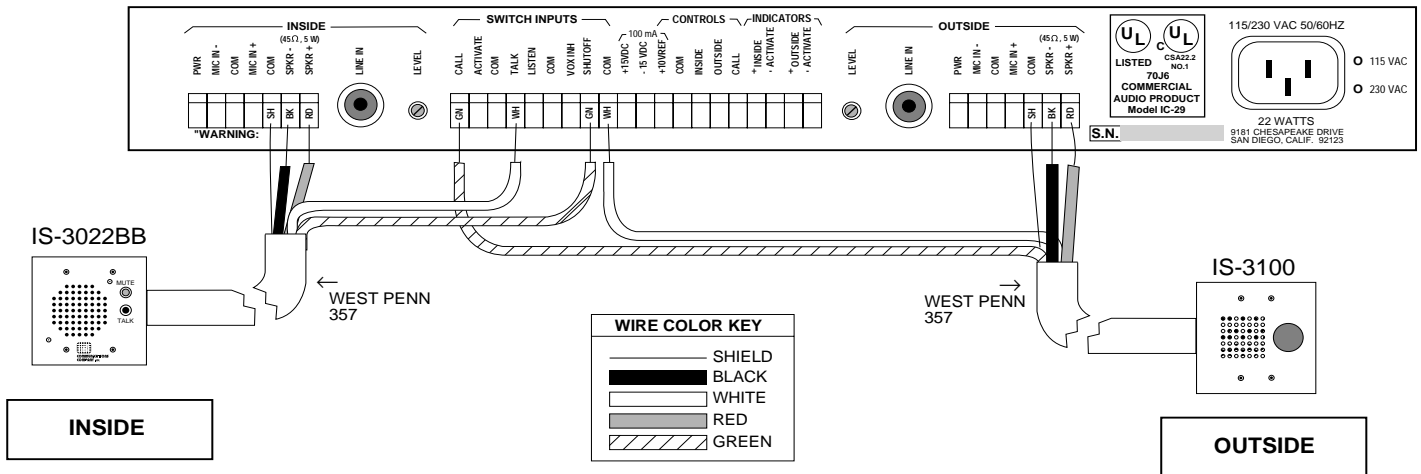 INSIDE
(45Ω, 5 W)
PWR
MIC IN -
COM
MIC IN +
COM
SPKR -
SPKR +
LINE IN
LEVEL
SH
BK
RD
"WARNING:
SWITCH INPUTS
CALL
ACTIVATE
COM
TALK
LISTEN
COM
VOX INH
SHUTOFF
COM
GN
WH
GN
WH
CONTROLS
INDICATORS
100 mA
+15VDC
- 15 VDC
+10VREF
COM
INSIDE
OUTSIDE
CALL
+ INSIDE
- ACTIVATE
+ OUTSIDE
- ACTIVATE
OUTSIDE
(45Ω, 5 W)
LEVEL
LINE IN
PWR
MIC IN -
COM
MIC IN +
COM
SPKR -
SPKR +
SH
BK
RD
UL
C
UL
LISTED
CSA22.2
NO.1
70J6
COMMERCIAL
AUDIO PRODUCT
Model IC-29
S.N.
115/230 VAC 50/60HZ
115 VAC
230 VAC
22 WATTS
9181 CHESAPEAKE DRIVE
SAN DIEGO, CALIF. 92123
IS-3022BB
MUTE
TALK
←
WEST PENN
357
INSIDE
WIRE COLOR KEY
SHIELD
BLACK
WHITE
RED
GREEN
→
WEST PENN
357
IS-3100
OUTSIDE